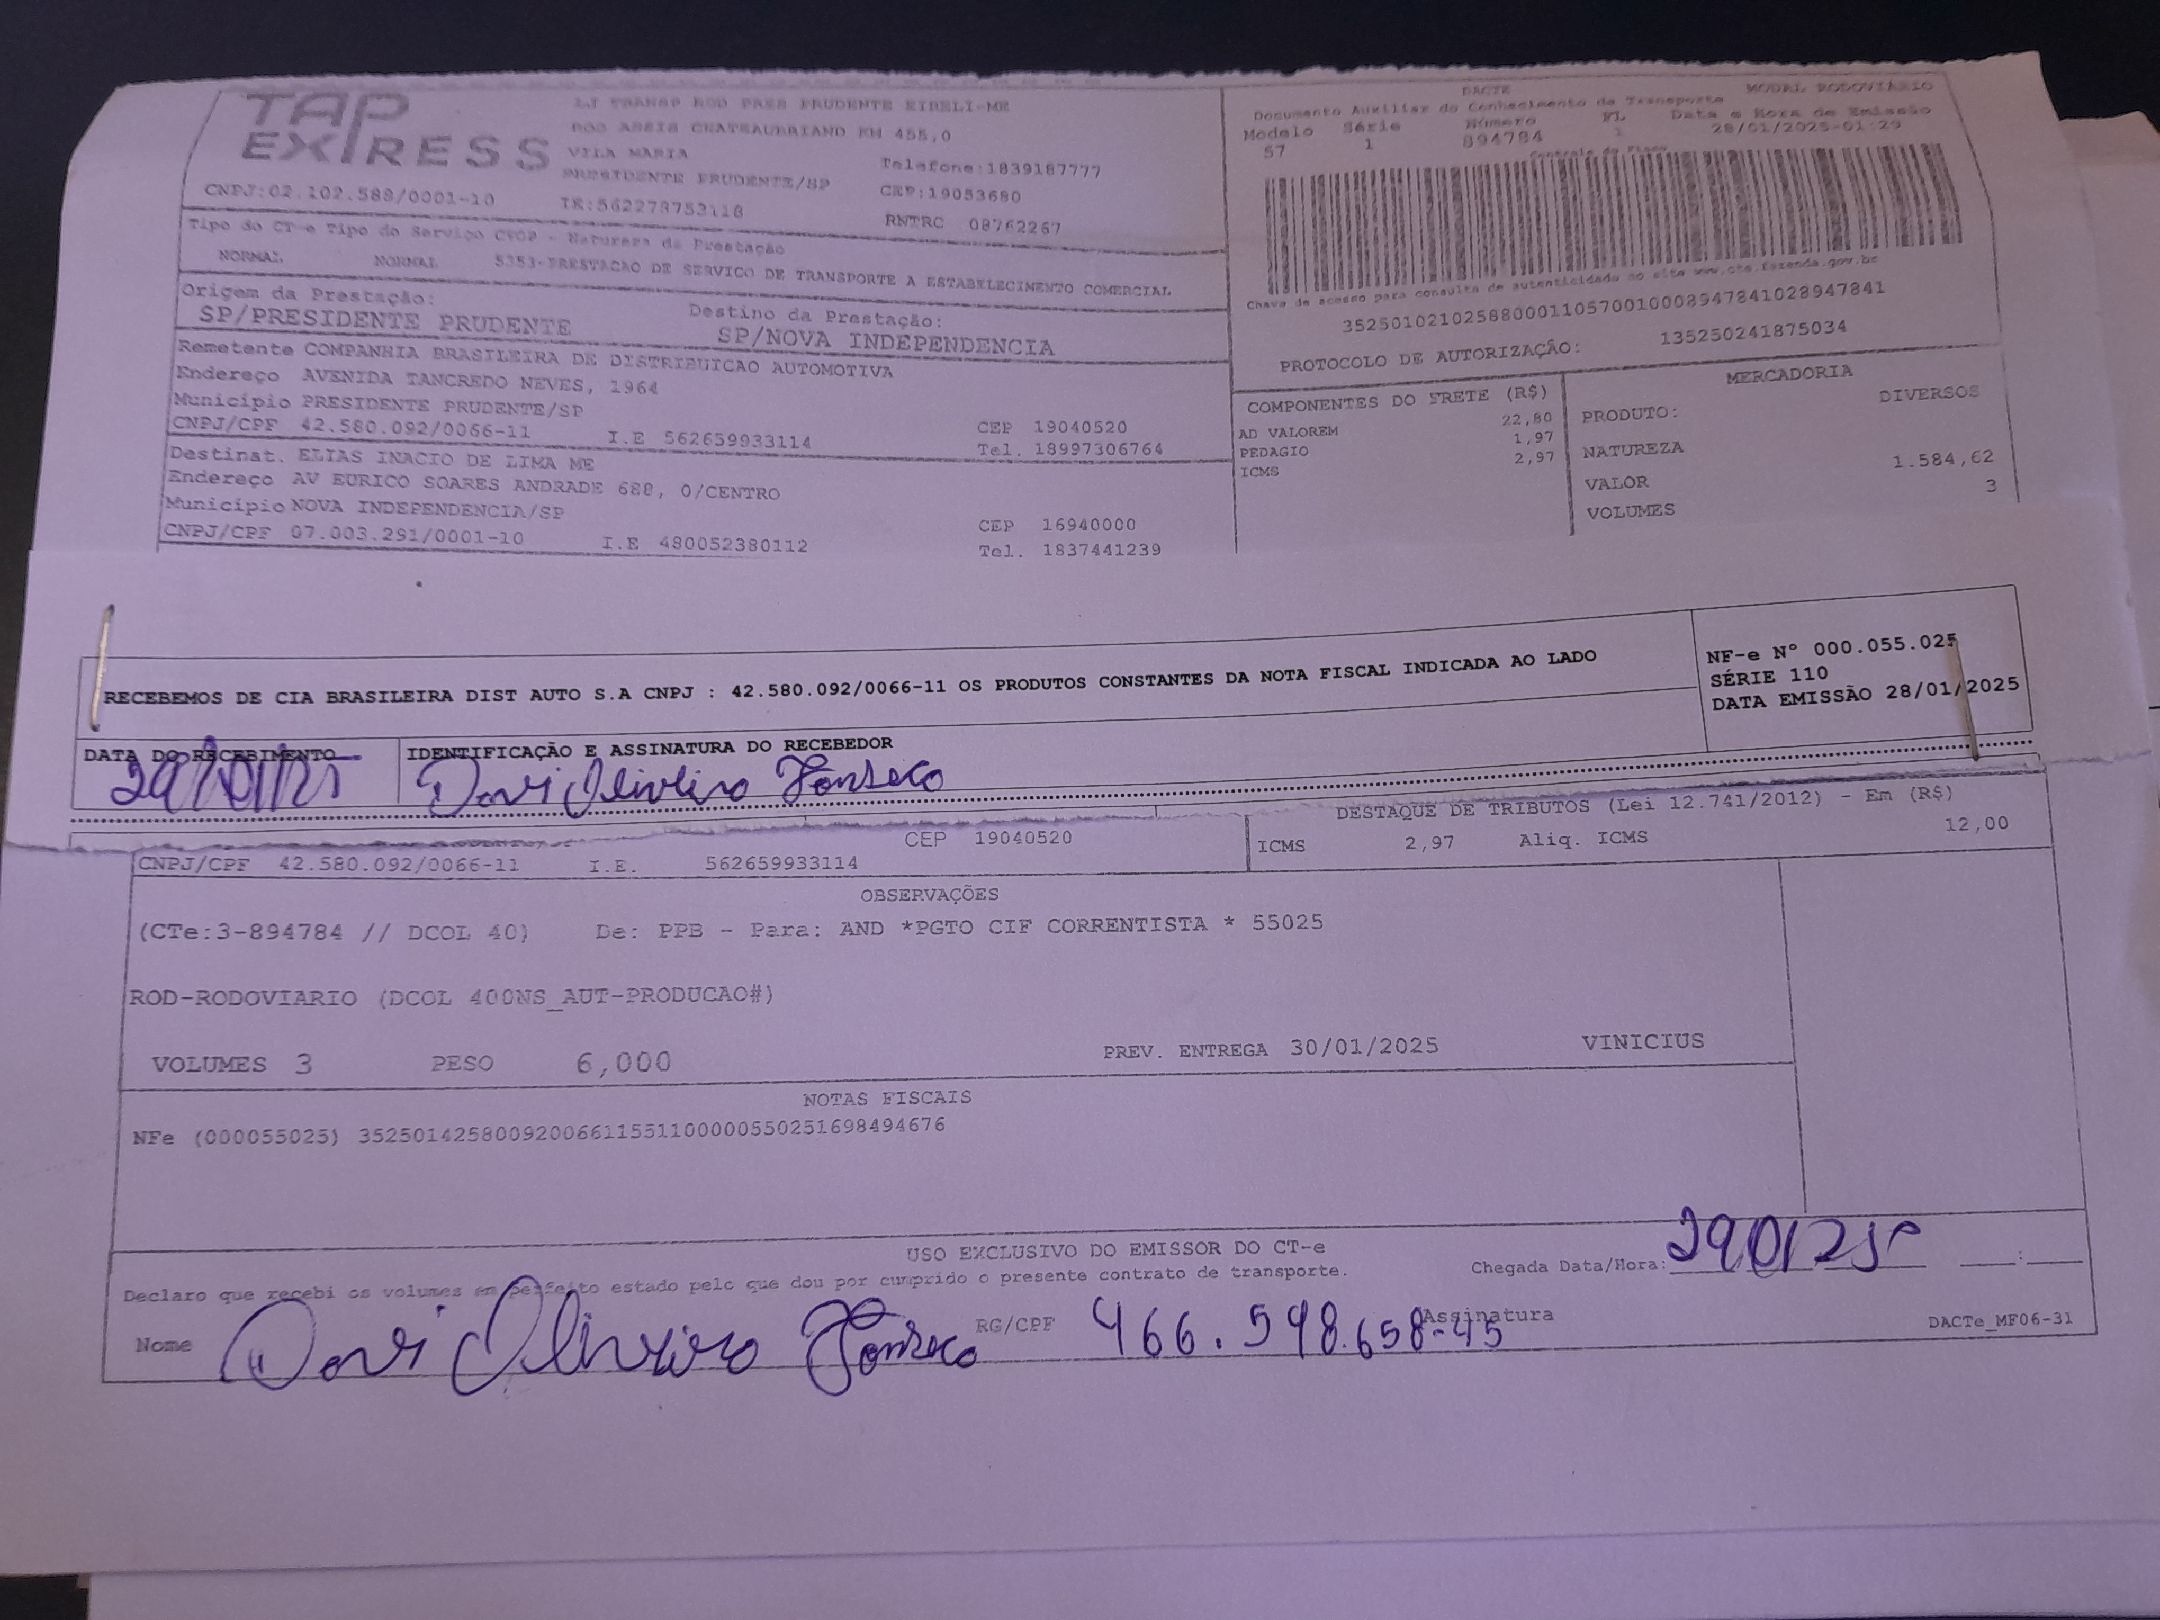 TAP EXPRESS
LJ TRANSP ROD PRES PRUDENTE EIRELI-ME
ROD ASSIS CHATEAUBRIAND KM 455,0
VILA MARIA
PRESIDENTE PRUDENTE/SP
Telefone:1839187777
CEP:19053680
CNPJ:02.102.588/0001-10 IE:562278753118 RNTRC 08762267
DACTE MODAL RODOVIÁRIO
Documento Auxiliar do Conhecimento de Transporte
Modelo Série Número FL Data e Hora de Emissão
57 1 894784 1 28/01/2025-01:29
Controle do Fisco
Chave de acesso para consulta de autenticidade no site www.cte.fazenda.gov.br
35250102102588000110570010008947841028947841
PROTOCOLO DE AUTORIZAÇÃO: 135250241875034
Tipo do CT-e Tipo do Serviço CFOP - Natureza da Prestação
NORMAL NORMAL 5353-PRESTACAO DE SERVICO DE TRANSPORTE A ESTABELECIMENTO COMERCIAL
Origem da Prestação: Destino da Prestação:
SP/PRESIDENTE PRUDENTE SP/NOVA INDEPENDENCIA
Remetente COMPANHIA BRASILEIRA DE DISTRIBUICAO AUTOMOTIVA
Endereço AVENIDA TANCREDO NEVES, 1964
Município PRESIDENTE PRUDENTE/SP CEP 19040520
CNPJ/CPF 42.580.092/0066-11 I.E 562659933114 Tel. 18997306764
Destinat. ELIAS INACIO DE LIMA ME
Endereço AV EURICO SOARES ANDRADE 688, 0/CENTRO
Município NOVA INDEPENDENCIA/SP CEP 16940000
CNPJ/CPF 07.003.291/0001-10 I.E 480052380112 Tel. 1837441239
COMPONENTES DO FRETE (R$)
AD VALOREM 22,80
PEDAGIO 1,97
ICMS 2,97
MERCADORIA
PRODUTO: DIVERSOS
NATUREZA
VALOR 1.584,62
VOLUMES 3
RECEBEMOS DE CIA BRASILEIRA DIST AUTO S.A CNPJ : 42.580.092/0066-11 OS PRODUTOS CONSTANTES DA NOTA FISCAL INDICADA AO LADO
NF-e Nº 000.055.025
SÉRIE 110
DATA EMISSÃO 28/01/2025
DATA DO RECEBIMENTO IDENTIFICAÇÃO E ASSINATURA DO RECEBEDOR
29/01/25 Davi Oliveira Fonseca
DESTAQUE DE TRIBUTOS (Lei 12.741/2012) - Em (R$)
CEP 19040520
ICMS 2,97 Aliq. ICMS 12,00
CNPJ/CPF 42.580.092/0066-11 I.E. 562659933114
OBSERVAÇÕES
(CTe:3-894784 // DCOL 40) De: PPB - Para: AND *PGTO CIF CORRENTISTA * 55025
ROD-RODOVIARIO (DCOL 400NS_AUT-PRODUCAO#)
VOLUMES 3 PESO 6,000 PREV. ENTREGA 30/01/2025 VINICIUS
NOTAS FISCAIS
NFe (000055025) 35250142580092006611551100000550251698494676
USO EXCLUSIVO DO EMISSOR DO CT-e
Declaro que recebi os volumes em perfeito estado pelo que dou por cumprido o presente contrato de transporte.
Chegada Data/Hora: 29/01/25 :
Nome Davi Oliveira Fonseca RG/CPF 466.598.658-45 Assinatura
DACTe_MF06-31